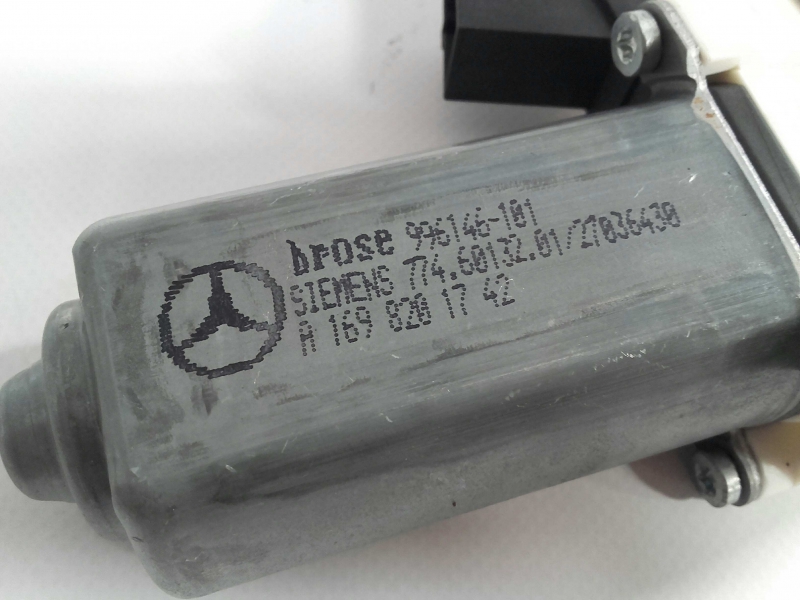 brose 996146-101
SIEMENS 774.60132.01/27036430
A 169 820 17 42